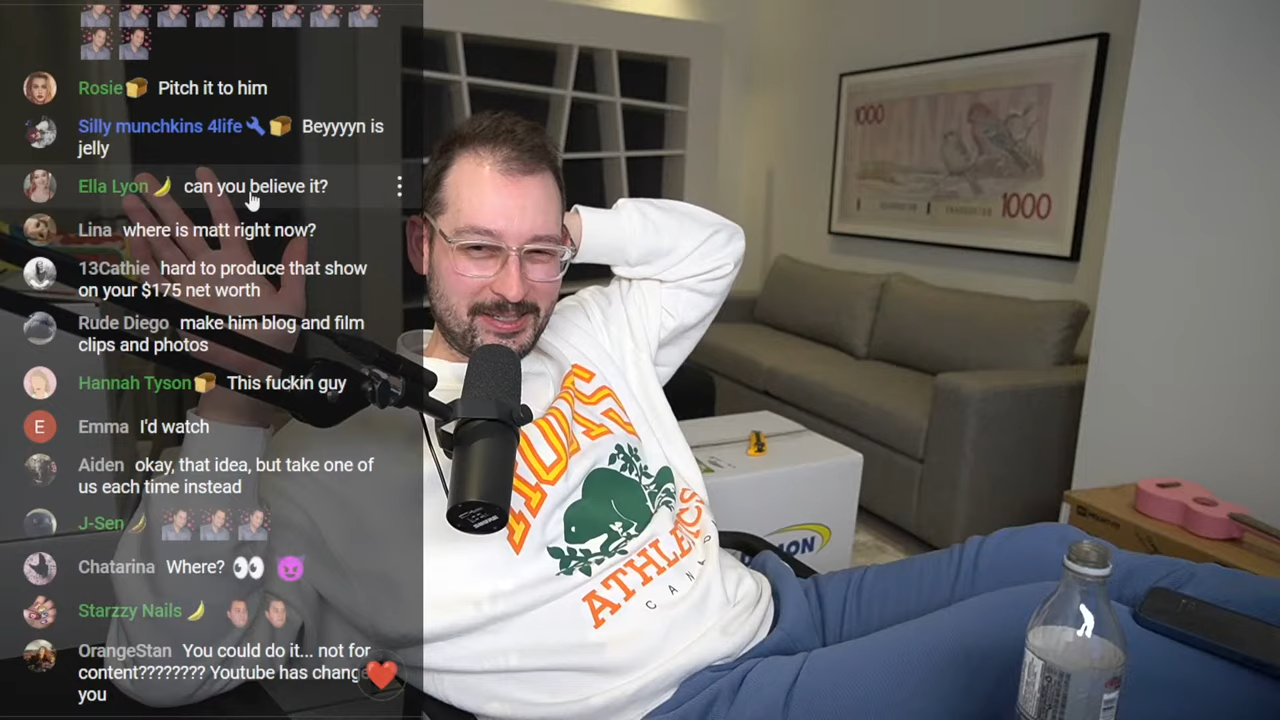 Rosie Pitch it to him
Silly munchkins 4life Beyyyyn is
jelly
Ella Lyon can you believe it?
Lina where is matt right now?
13Cathie hard to produce that show
on your $175 net worth
Rude Diego make him blog and film
clips and photos
Hannah Tyson This fuckin guy
Emma I'd watch
E
Aiden okay, that idea, but take one of
us each time instead
J-Sen
Chatarina Where?
Starzzy Nails
OrangeStan You could do it... not for
content???????? Youtube has chang
you
1000
1000
ROOTS
ATHLETICS
CANAD